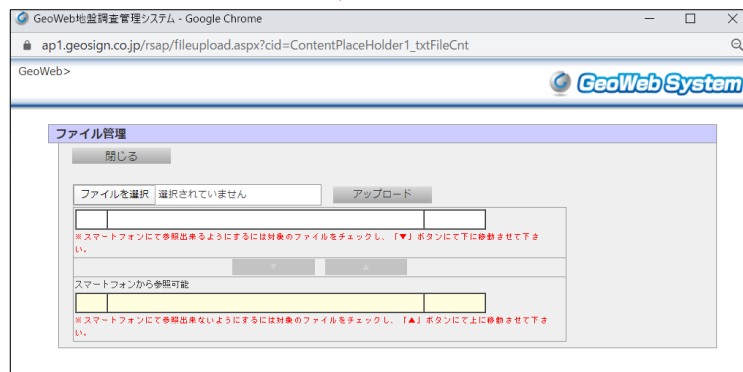 GeoWeb地盤調査管理システム - Google Chrome
ap1.geosign.co.jp/rsap/fileupload.aspx?cid=ContentPlaceHolder1_txtFileCnt
GeoWeb>
GeoWeb System
ファイル管理
閉じる
ファイルを選択 選択されていません アップロード
※スマートフォンにて参照出来るようにするには対象のファイルをチェックし、「▼」ボタンにて下に移動させて下さ
い。
▼ ▲
スマートフォンから参照可能
※スマートフォンにて参照出来ないようにするには対象のファイルをチェックし、「▲」ボタンにて上に移動させて下さ
い。